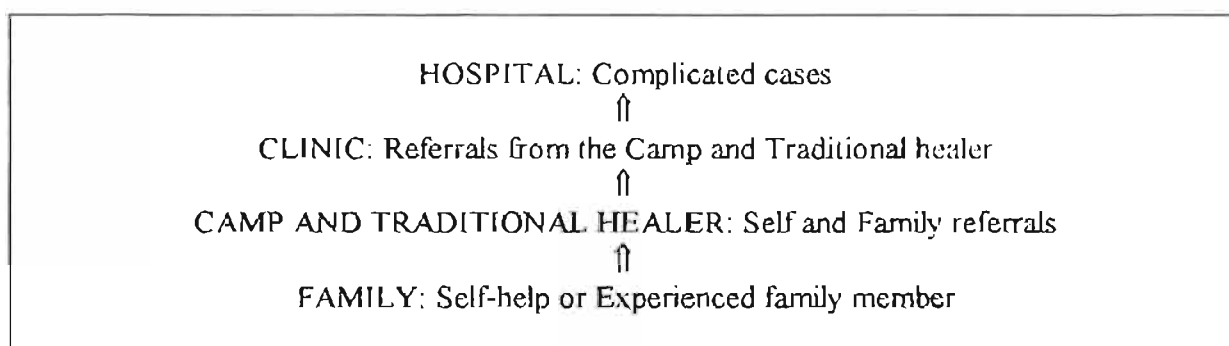 HOSPITAL: Complicated cases
⇑
CLINIC: Referrals from the Camp and Traditional healer
⇑
CAMP AND TRADITIONAL HEALER: Self and Family referrals
⇑
FAMILY: Self-help or Experienced family member